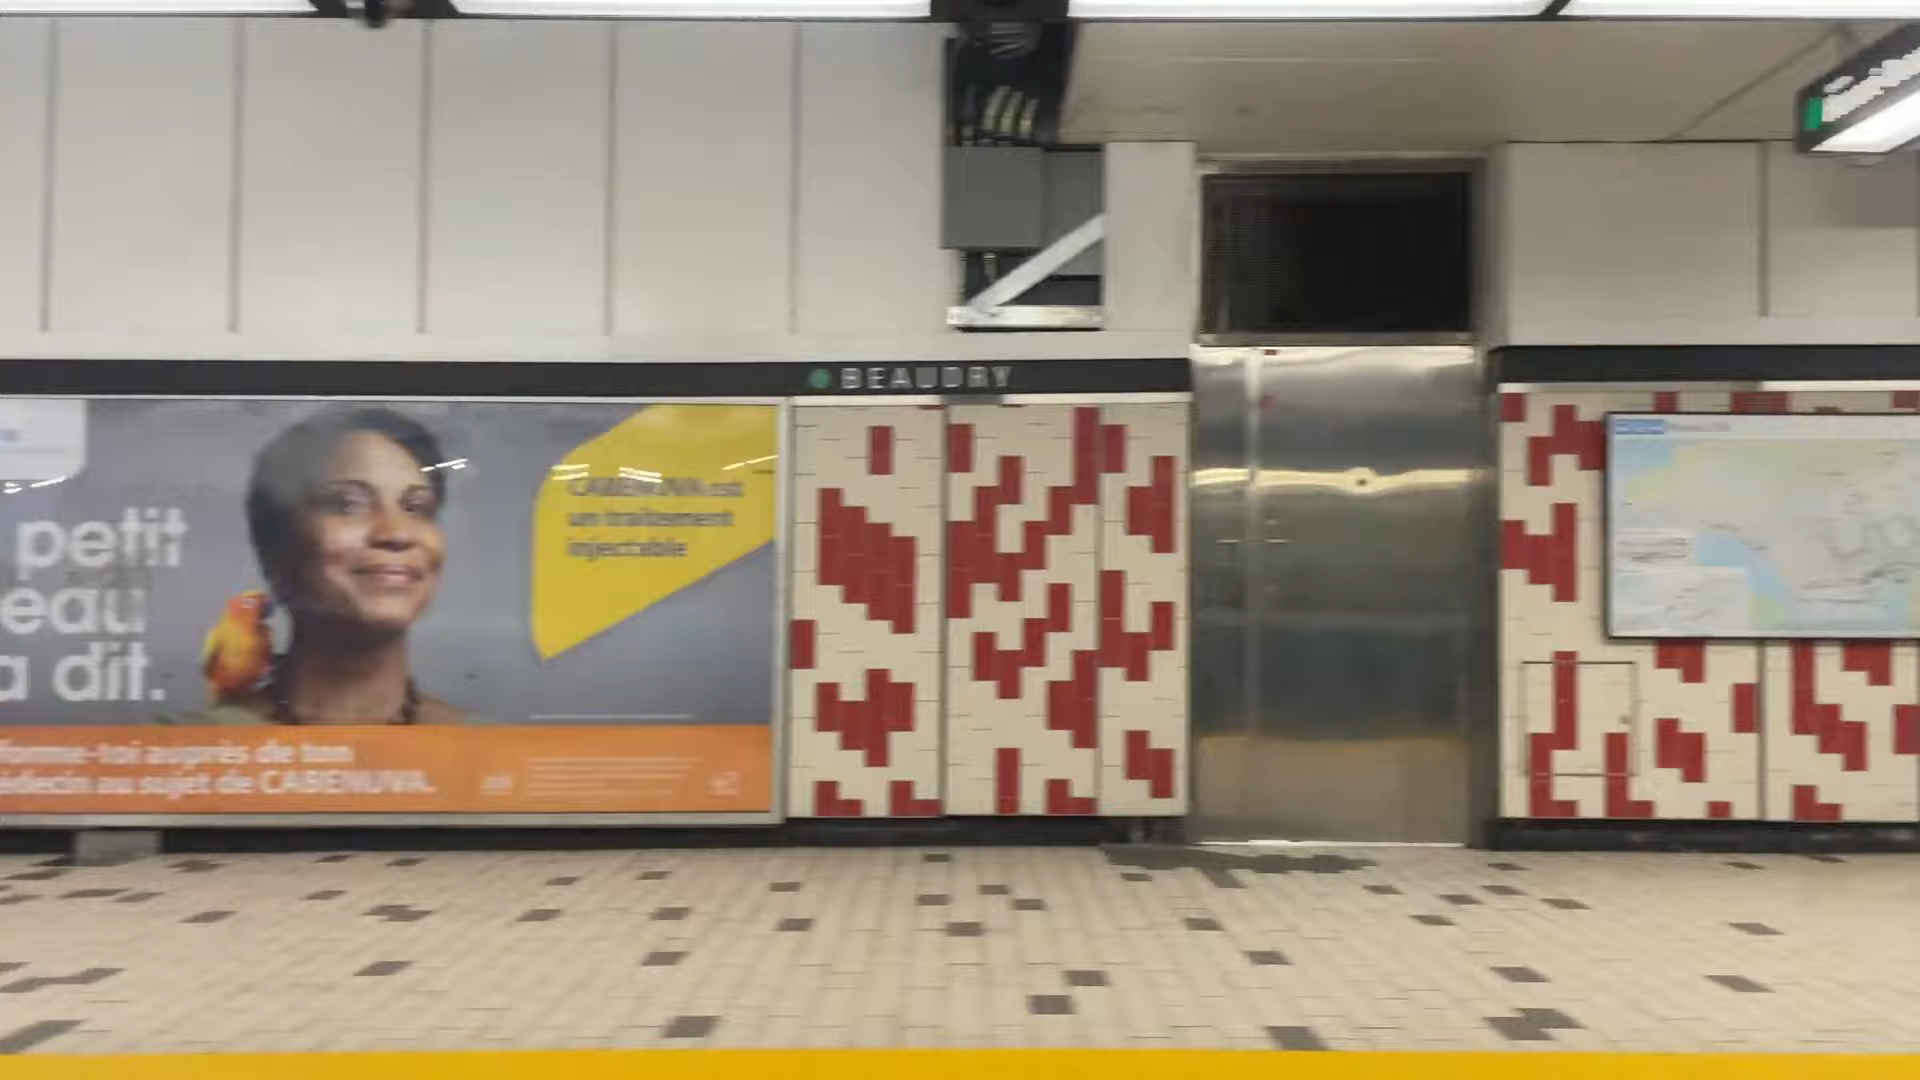 BEAUDRY
petit
eau
a dit.
CABENUVA est
un traitement
injectable
forme-toi auprès de ton
édecin au sujet de CABENUVA.